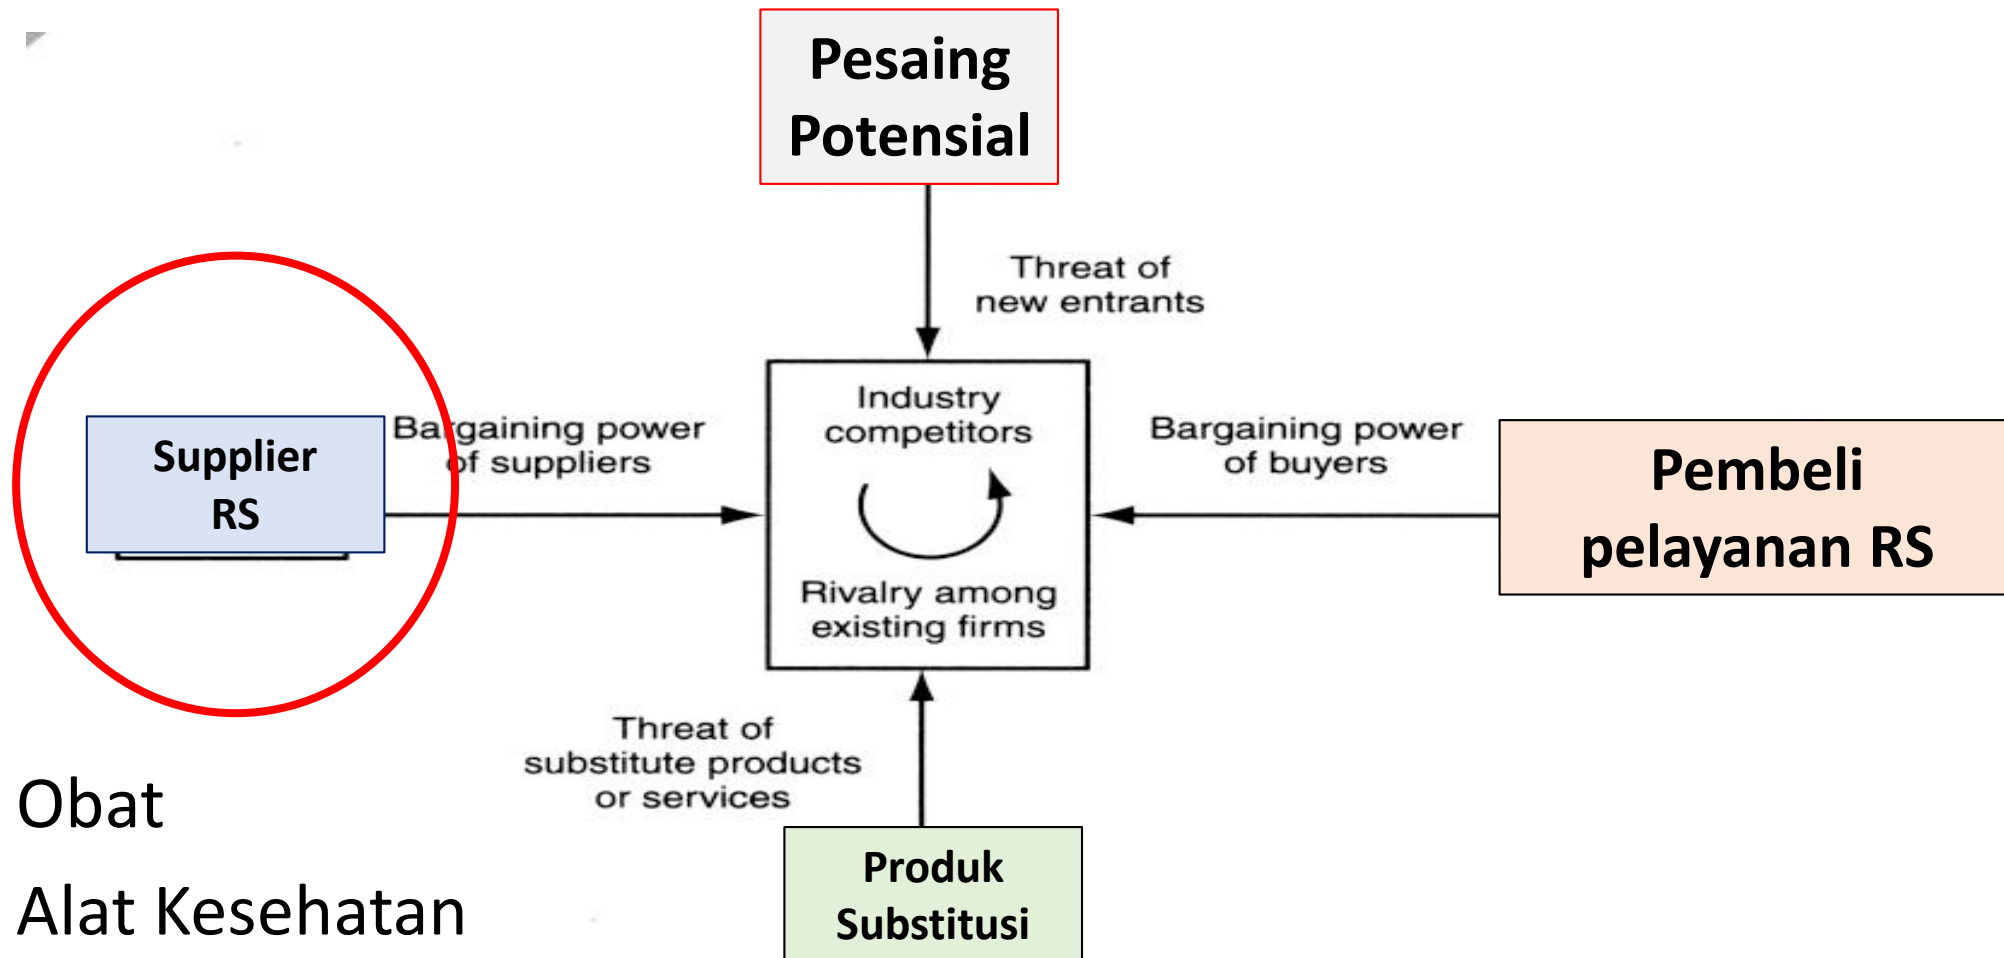 Pesaing
Potensial
Threat of
new entrants
Supplier
RS
Bargaining power
of suppliers
Industry
competitors
Rivalry among
existing firms
Bargaining power
of buyers
Pembeli
pelayanan RS
Threat of
substitute products
or services
Produk
Substitusi
Obat
Alat Kesehatan